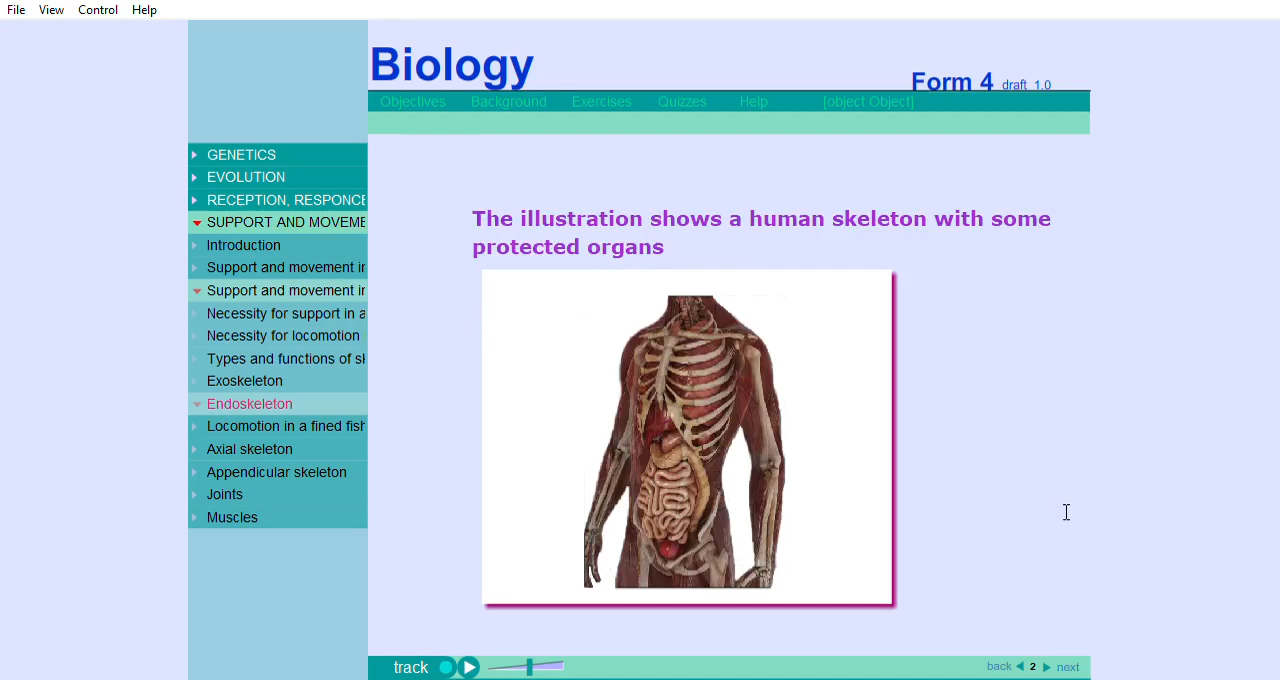 File View Control Help
Biology
Form 4 draft 1.0
Objectives Background Exercises Quizzes Help [object Object]
GENETICS
EVOLUTION
RECEPTION, RESPONCE
SUPPORT AND MOVEME
Introduction
Support and movement in
Support and movement in
Necessity for support in a
Necessity for locomotion
Types and functions of sk
Exoskeleton
Endoskeleton
Locomotion in a fined fish
Axial skeleton
Appendicular skeleton
Joints
Muscles
The illustration shows a human skeleton with some
protected organs
track
back 2 next